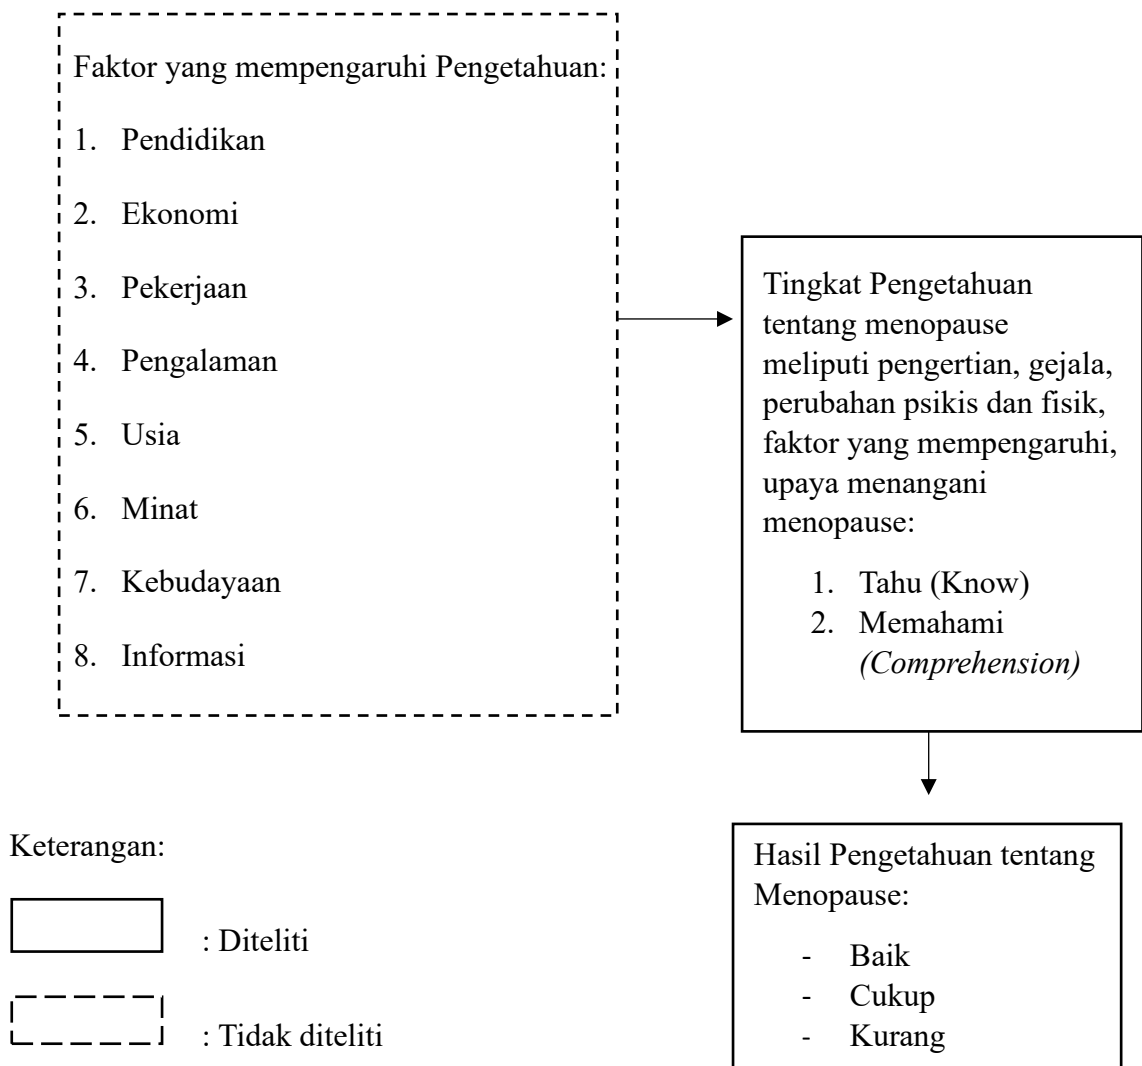 Faktor yang mempengaruhi Pengetahuan:
1. Pendidikan
2. Ekonomi
3. Pekerjaan
4. Pengalaman
5. Usia
6. Minat
7. Kebudayaan
8. Informasi
Tingkat Pengetahuan
tentang menopause
meliputi pengertian, gejala,
perubahan psikis dan fisik,
faktor yang mempengaruhi,
upaya menangani
menopause:
1. Tahu (Know)
2. Memahami
(Comprehension)
Hasil Pengetahuan tentang
Menopause:
- Baik
- Cukup
- Kurang
Keterangan:
: Diteliti
: Tidak diteliti